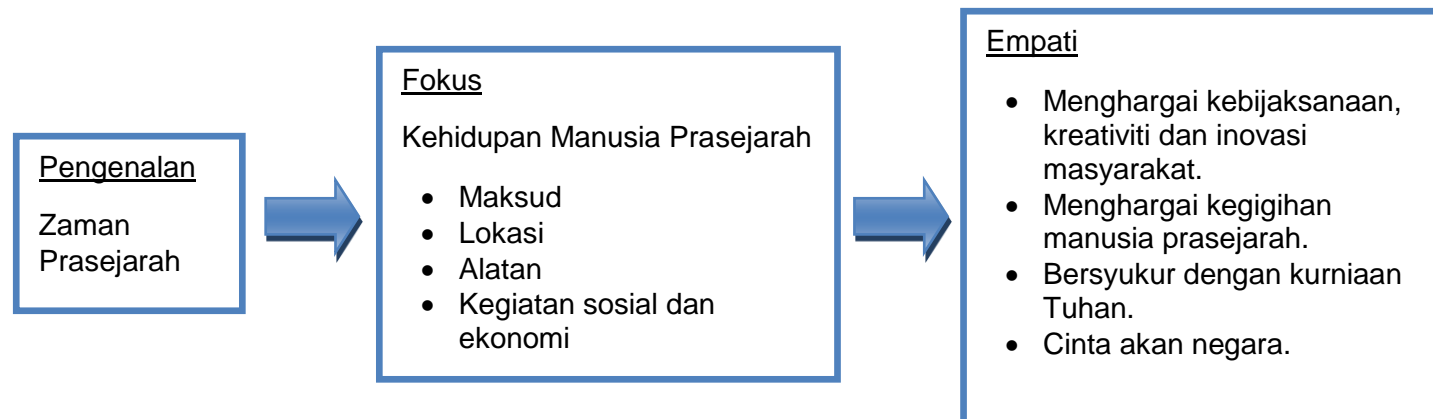 Pengenalan
Zaman
Prasejarah
Fokus
Kehidupan Manusia Prasejarah
• Maksud
• Lokasi
• Alatan
• Kegiatan sosial dan
ekonomi
Empati
• Menghargai kebijaksanaan,
kreativiti dan inovasi
masyarakat.
• Menghargai kegigihan
manusia prasejarah.
• Bersyukur dengan kurniaan
Tuhan.
• Cinta akan negara.